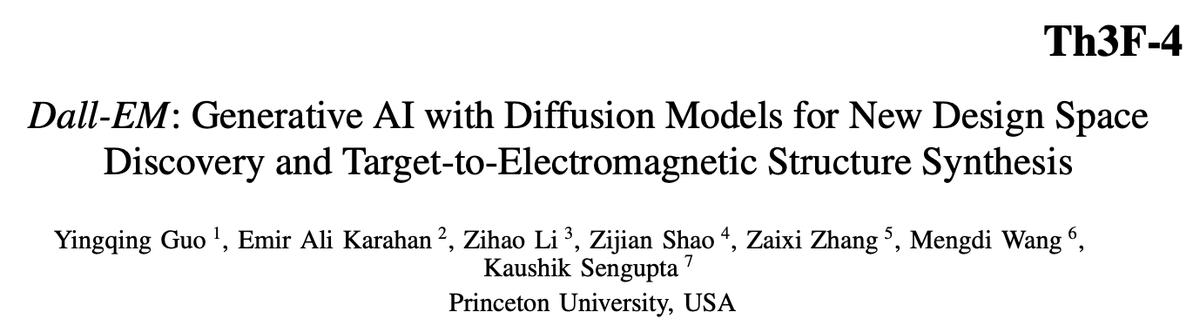 Th3F-4
Dall-EM: Generative AI with Diffusion Models for New Design Space
Discovery and Target-to-Electromagnetic Structure Synthesis
Yingqing Guo 1, Emir Ali Karahan 2, Zihao Li 3, Zijian Shao 4, Zaixi Zhang 5, Mengdi Wang 6,
Kaushik Sengupta 7
Princeton University, USA